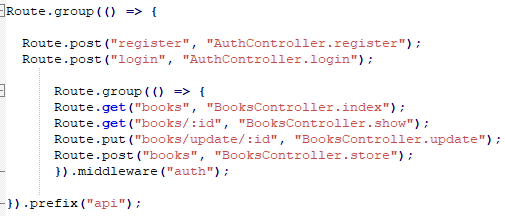 Route.group(() => {
Route.post("register", "AuthController.register");
Route.post("login", "AuthController.login");
Route.group(() => {
Route.get("books", "BooksController.index");
Route.get("books/:id", "BooksController.show");
Route.put("books/update/:id", "BooksController.update");
Route.post("books", "BooksController.store");
}).middleware("auth");
}).prefix("api");